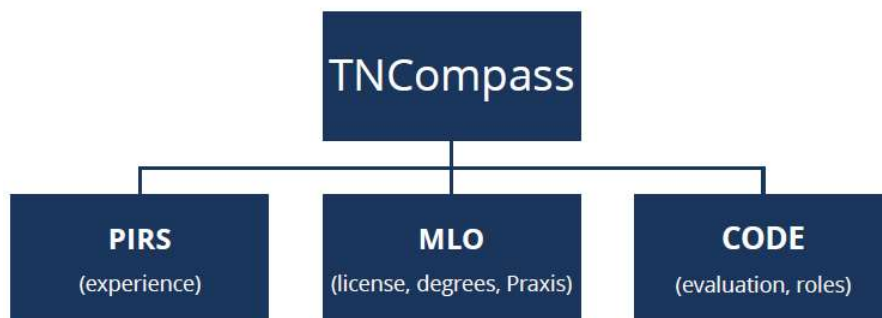 TNCompass
PIRS
(experience)
MLO
(license, degrees, Praxis)
CODE
(evaluation, roles)